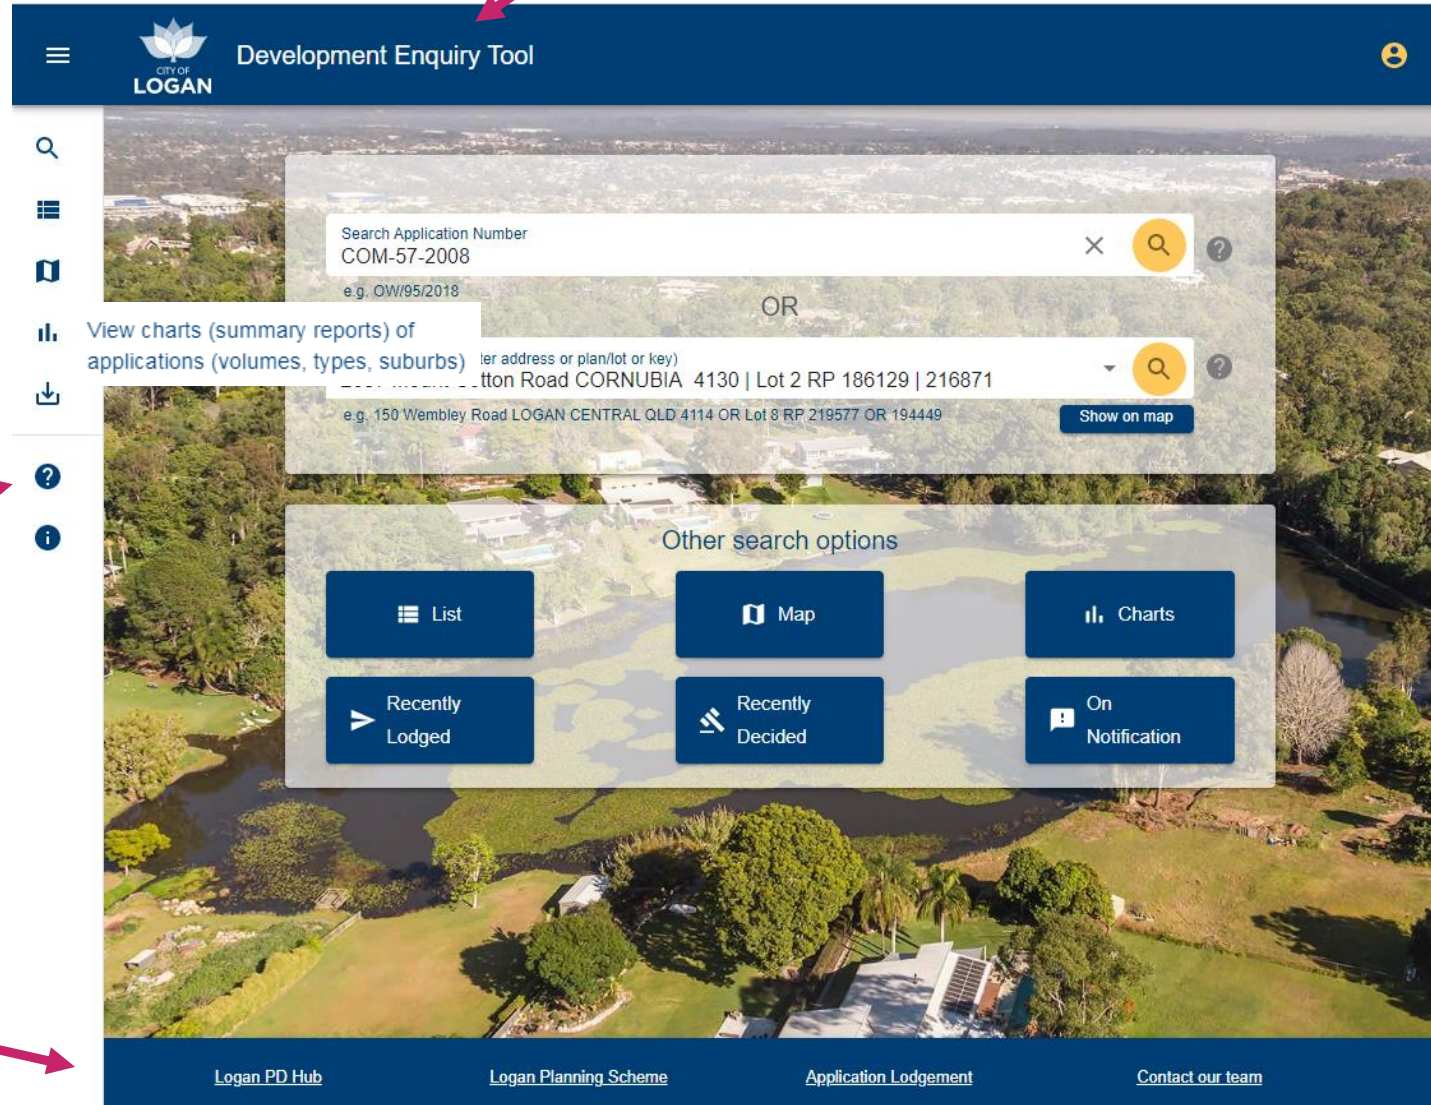 CITY OF
LOGAN
Development Enquiry Tool
Search Application Number
COM-57-2008
e.g. OW/95/2018
OR
View charts (summary reports) of
applications (volumes, types, suburbs)
address or plan/lot or key)
Road CORNUBIA 4130 | Lot 2 RP 186129 | 216871
e.g. 150 Wembley Road LOGAN CENTRAL QLD 4114 OR Lot 8 RP 219577 OR 194449
Show on map
Other search options
List
Map
Charts
Recently
Lodged
Recently
Decided
On
Notification
Logan PD Hub
Logan Planning Scheme
Application Lodgement
Contact our team